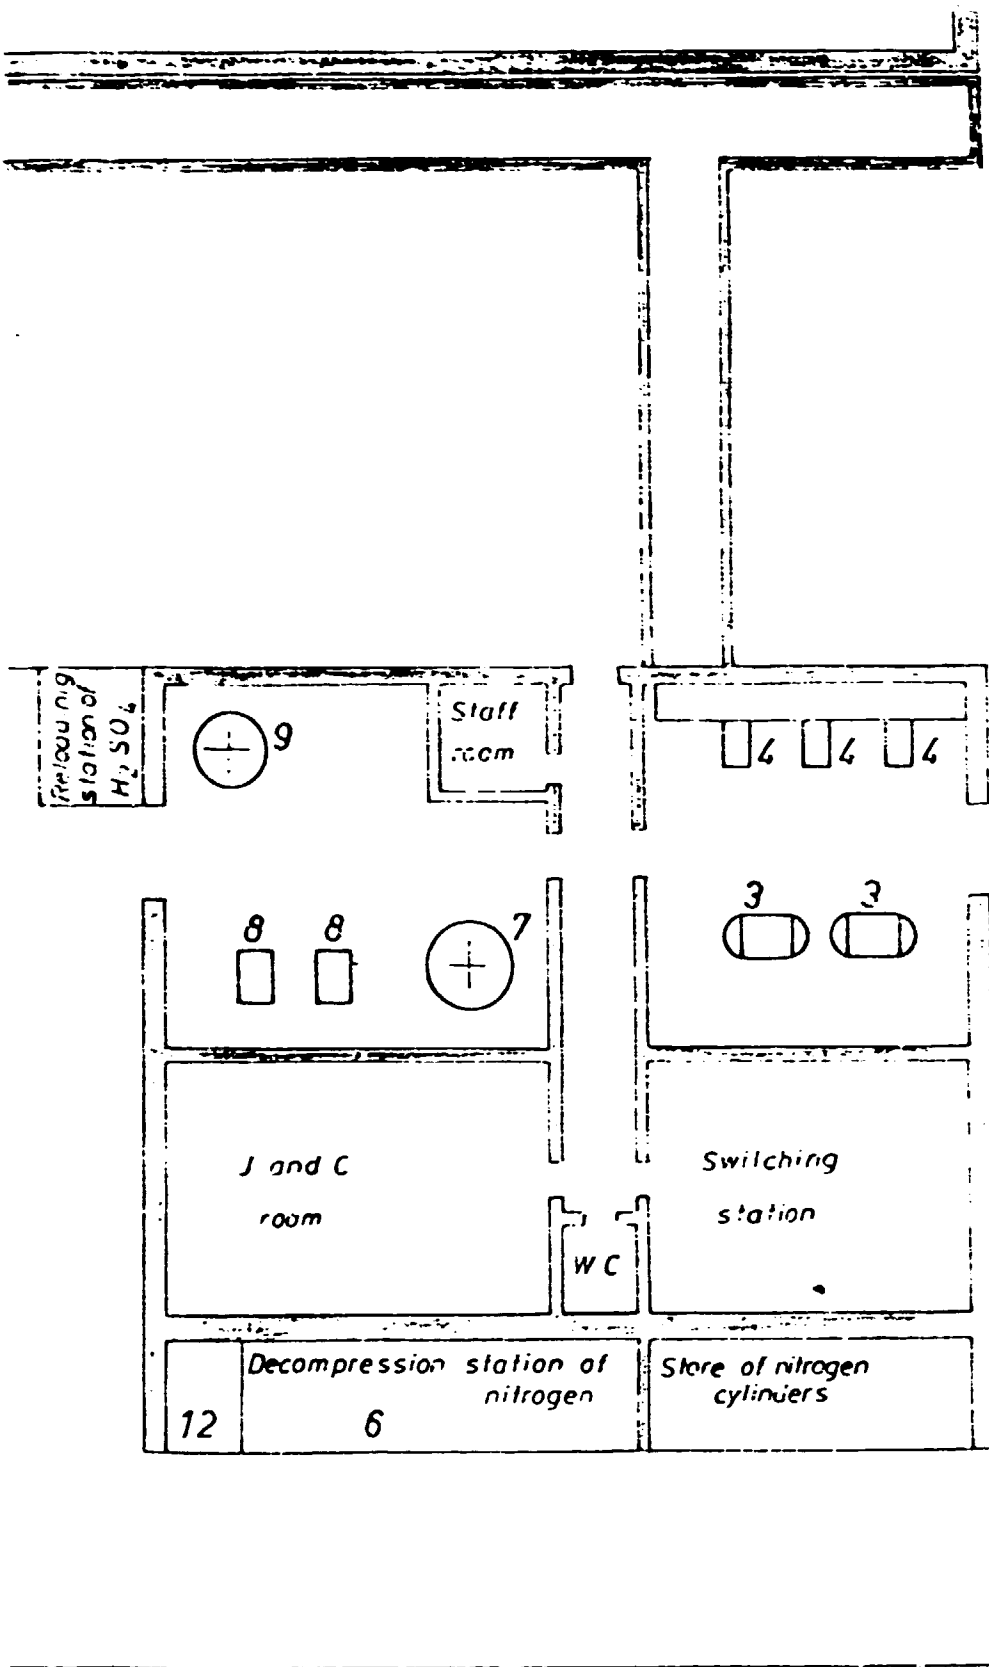 Reloading
station of
H₂SO₄
9
Staff
room
4
4
4
8
8
7
3
3
J and C
room
Switching
station
WC
Decompression station of
nitrogen
6
12
Store of nitrogen
cylinders